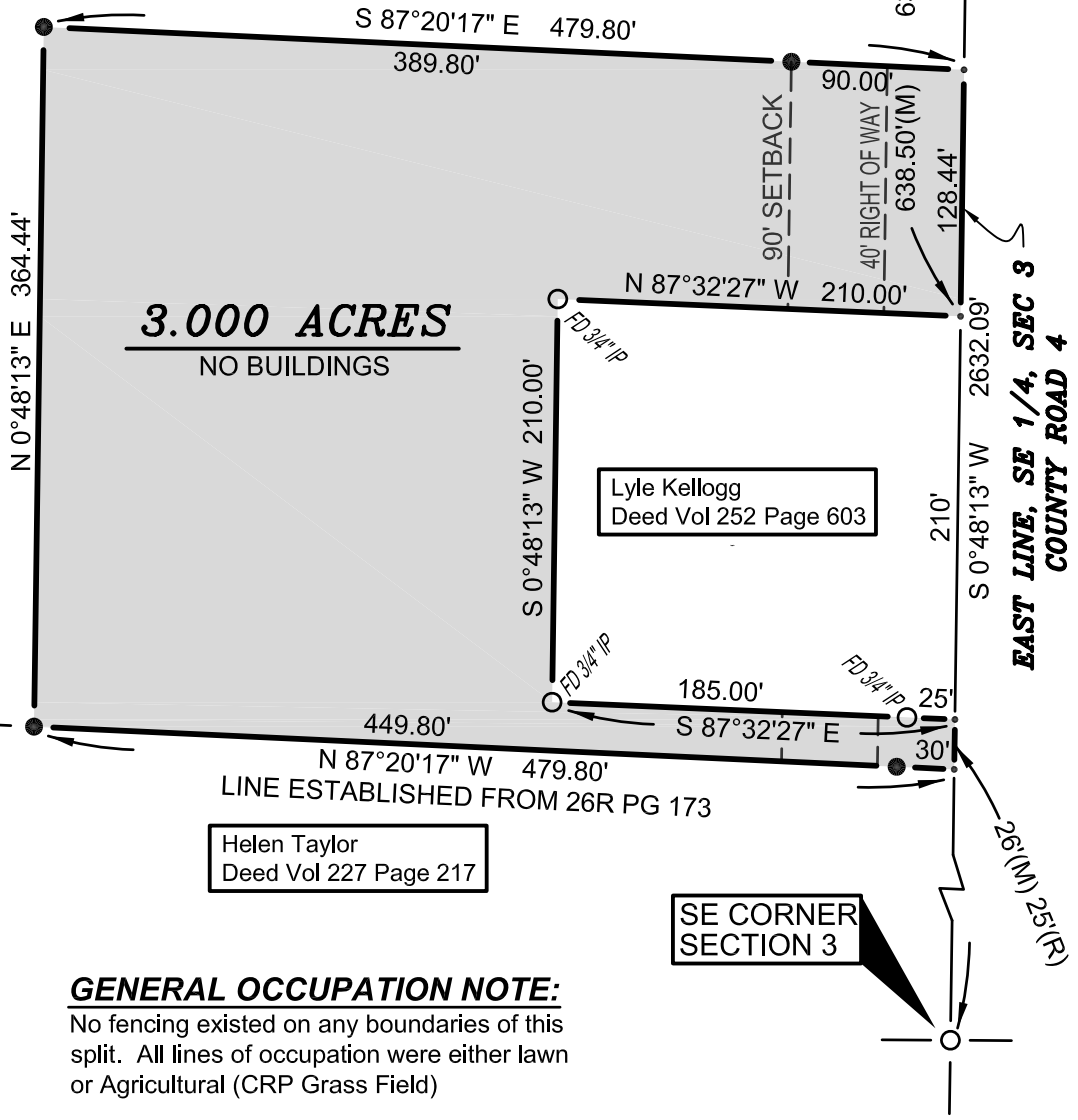 S 87°20'17" E 479.80'
63
389.80'
90.00'
90' SETBACK
40' RIGHT OF WAY
638.50'(M)
128.44'
N 0°48'13" E 364.44'
3.000 ACRES
NO BUILDINGS
N 87°32'27" W 210.00'
FD 3/4" IP
S 0°48'13" W 210.00'
Lyle Kellogg
Deed Vol 252 Page 603
210'
S 0°48'13" W 2632.09'
EAST LINE, SE 1/4, SEC 3
COUNTY ROAD 4
FD 3/4" IP
FD 3/4" IP
185.00'
25'
S 87°32'27" E
30'
449.80'
N 87°20'17" W 479.80'
LINE ESTABLISHED FROM 26R PG 173
26'(M) 25'(R)
Helen Taylor
Deed Vol 227 Page 217
SE CORNER
SECTION 3
GENERAL OCCUPATION NOTE:
No fencing existed on any boundaries of this
split. All lines of occupation were either lawn
or Agricultural (CRP Grass Field)